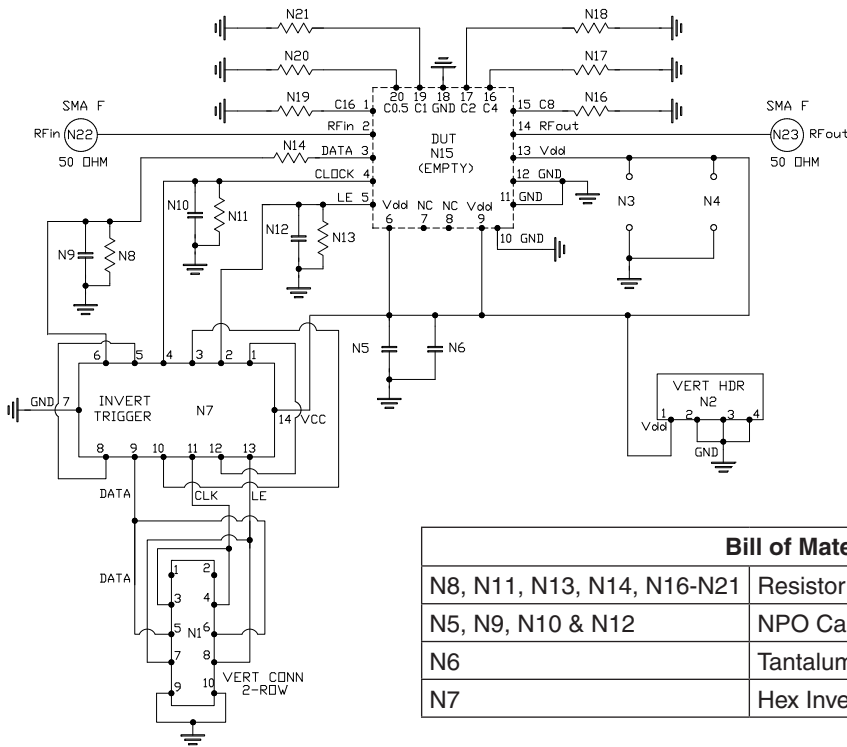 N21
N18
N20
N17
20 19 18 17 16
C0.5 C1 GND C2 C4
N19
C16 1
15 C8
N16
SMA F
RFin N22
50 OHM
RFin 2
14 RFout
SMA F
N23 RFout
50 OHM
DUT
N15
(EMPTY)
N14
DATA 3
13 Vdd
CLOCK 4
12 GND
LE 5
11
GND
Vdd NC NC Vdd
6 7 8 9
10 GND
N10
N11
N12
N13
N9
N8
N3
N4
N5
N6
6 5 4 3 2 1
GND 7
INVERT
TRIGGER
N7
14 VCC
8 9 10 11 12 13
DATA
CLK
LE
VERT HDR
N2
1 2 3 4
Vdd
GND
DATA
1 2
3 4
5 N1 6
7 8
9 10
VERT CONN
2-ROW
Bill of Mate
N8, N11, N13, N14, N16-N21 Resistor
N5, N9, N10 & N12 NPO Ca
N6 Tantalum
N7 Hex Inve